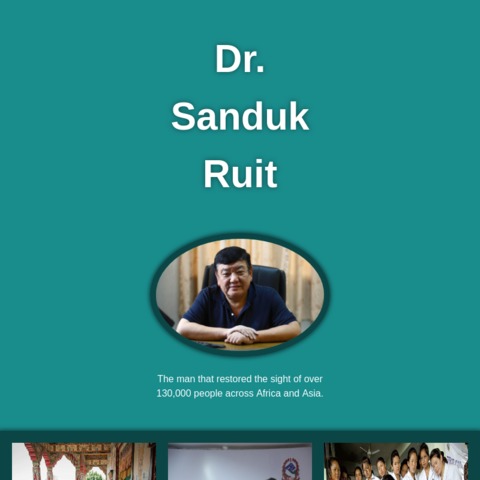 Dr.
Sanduk
Ruit
The man that restored the sight of over
130,000 people across Africa and Asia.